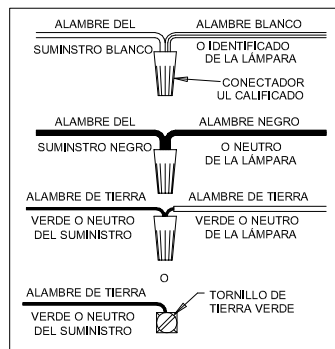 ALAMBRE DEL ALAMBRE BLANCO
SUMINSTRO BLANCO O IDENTIFICADO
DE LA LÁMPARA
CONECTADOR
UL CALIFICADO
ALAMBRE DEL ALAMBRE NEGRO
SUMINSTRO NEGRO O NEUTRO
DE LA LÁMPARA
ALAMBRE DE TIERRA ALAMBRE DE TIERRA
VERDE O NEUTRO VERDE O NEUTRO
DEL SUMINISTRO DE LA LÁMPARA
O
ALAMBRE DE TIERRA TORNILLO DE
VERDE O NEUTRO TIERRA VERDE
DEL SUMINISTRO